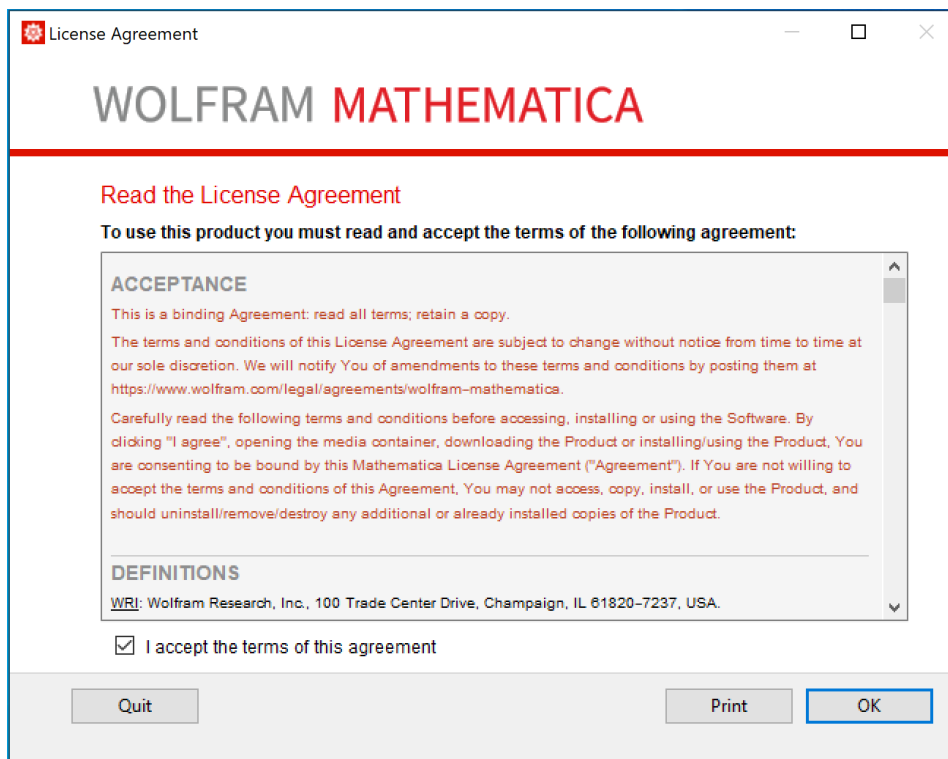 License Agreement
WOLFRAM MATHEMATICA
Read the License Agreement
To use this product you must read and accept the terms of the following agreement:
ACCEPTANCE
This is a binding Agreement: read all terms; retain a copy.
The terms and conditions of this License Agreement are subject to change without notice from time to time at
our sole discretion. We will notify You of amendments to these terms and conditions by posting them at
https://www.wolfram.com/legal/agreements/wolfram–mathematica.
Carefully read the following terms and conditions before accessing, installing or using the Software. By
clicking "I agree", opening the media container, downloading the Product or installing/using the Product, You
are consenting to be bound by this Mathematica License Agreement ("Agreement"). If You are not willing to
accept the terms and conditions of this Agreement, You may not access, copy, install, or use the Product, and
should uninstall/remove/destroy any additional or already installed copies of the Product.
DEFINITIONS
WRI: Wolfram Research, Inc., 100 Trade Center Drive, Champaign, IL 61820–7237, USA.
I accept the terms of this agreement
Quit
Print
OK